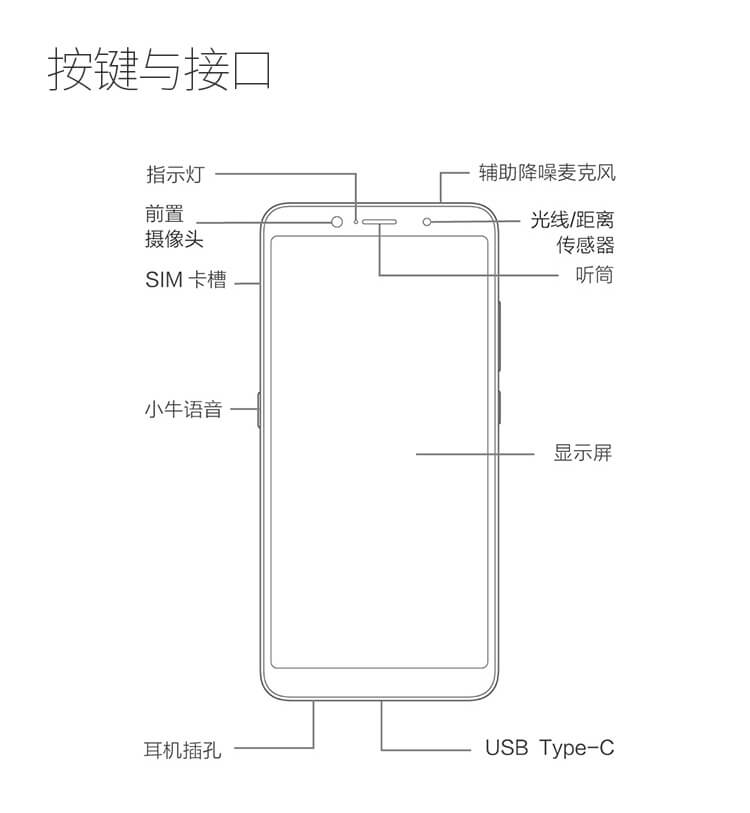 按键与接口
指示灯
辅助降噪麦克风
前置
摄像头
光线/距离
传感器
SIM 卡槽
听筒
小牛语音
显示屏
耳机插孔
USB Type-C